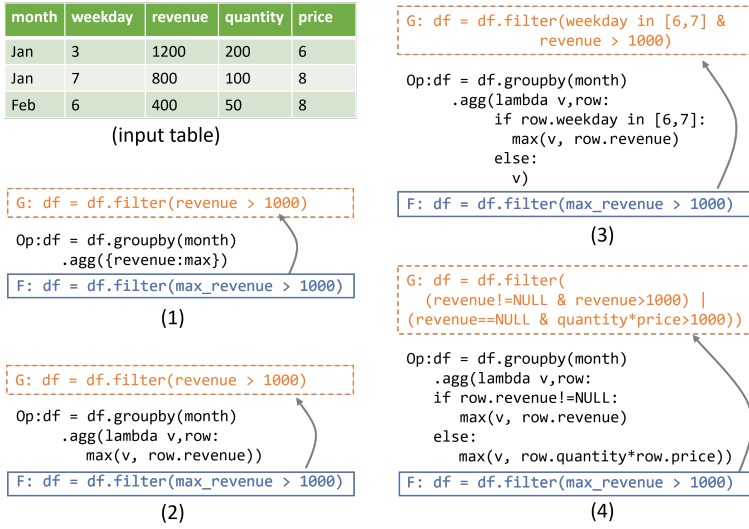 month weekday revenue quantity price
Jan 3 1200 200 6
Jan 7 800 100 8
Feb 6 400 50 8
(input table)
G: df = df.filter(revenue > 1000)
Op:df = df.groupby(month)
.agg({revenue:max})
F: df = df.filter(max_revenue > 1000)
(1)
G: df = df.filter(revenue > 1000)
Op:df = df.groupby(month)
.agg(lambda v,row:
max(v, row.revenue))
F: df = df.filter(max_revenue > 1000)
(2)
G: df = df.filter(weekday in [6,7] &
revenue > 1000)
Op:df = df.groupby(month)
.agg(lambda v,row:
if row.weekday in [6,7]:
max(v, row.revenue)
else:
v)
F: df = df.filter(max_revenue > 1000)
(3)
G: df = df.filter(
(revenue!=NULL & revenue>1000) |
(revenue==NULL & quantity*price>1000))
Op:df = df.groupby(month)
.agg(lambda v,row:
if row.revenue!=NULL:
max(v, row.revenue)
else:
max(v, row.quantity*row.price))
F: df = df.filter(max_revenue > 1000)
(4)